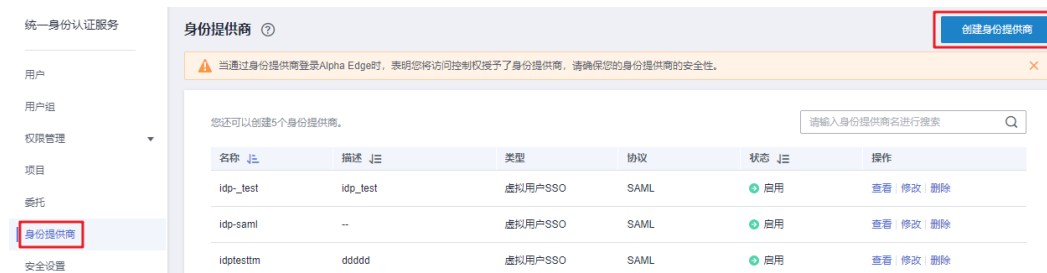 统一身份认证服务
用户
用户组
权限管理
项目
委托
身份提供商
安全设置
身份提供商
创建身份提供商
当通过身份提供商登录Alpha Edge时，表明您将访问控制权授予了身份提供商，请确保您的身份提供商的安全性。
您还可以创建5个身份提供商。
请输入身份提供商名进行搜索
名称 描述 类型 协议 状态 操作
idp-_test idp_test 虚拟用户SSO SAML 启用 查看 | 修改 | 删除
idp-saml -- 虚拟用户SSO SAML 启用 查看 | 修改 | 删除
idptesttm ddddd 虚拟用户SSO SAML 启用 查看 | 修改 | 删除